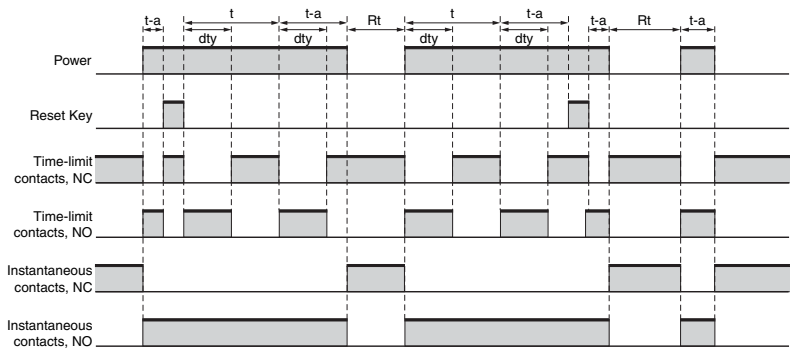 t-a t t-a Rt t t-a t-a Rt t-a
dty dty dty dty
Power
Reset Key
Time-limit
contacts, NC
Time-limit
contacts, NO
Instantaneous
contacts, NC
Instantaneous
contacts, NO